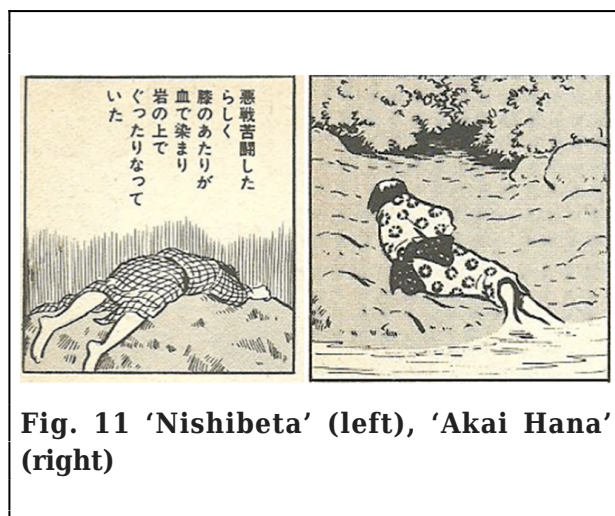 悪戦苦闘した
らしく
膝のあたりが
血で染まり
岩の上で
ぐったりなって
いた
Fig. 11 ‘Nishibeta’ (left), ‘Akai Hana’
(right)